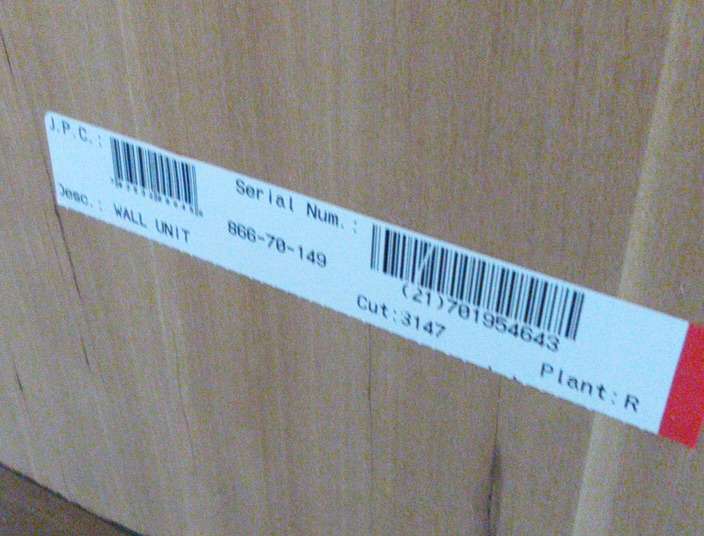 J.P.C.:
Serial Num.:
Desc.: WALL UNIT
866-70-149
(21)701954643
Cut:3147
Plant:R